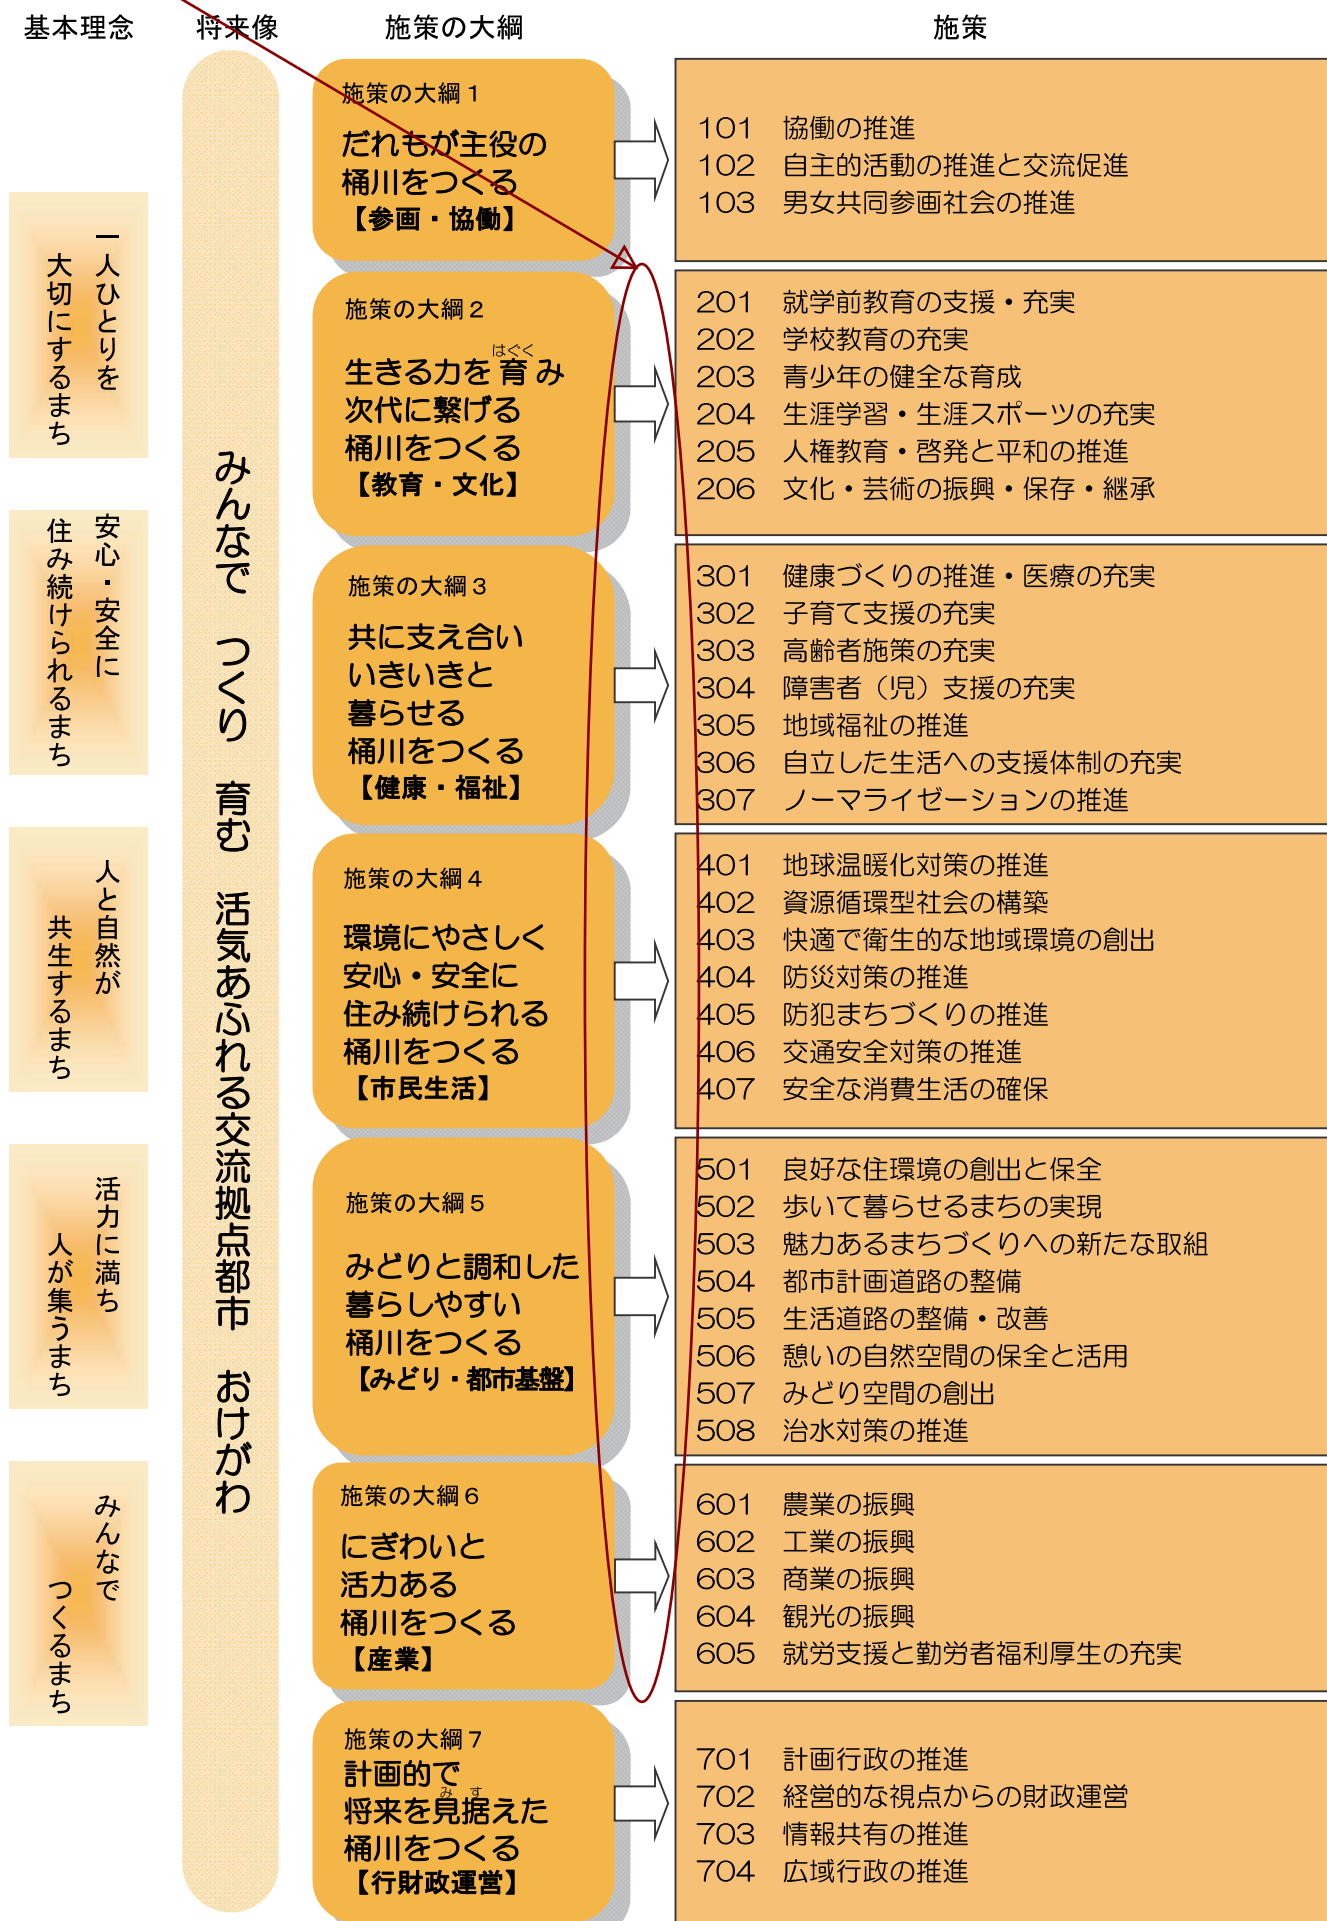 基本理念
将来像
施策の大綱
施策
一人ひとりを
大切にするまち
安心・安全に
住み続けられるまち
人と自然が
共生するまち
活力に満ち
人が集うまち
みんなで
つくるまち
みんなで つくり 育む 活気あふれる交流拠点都市 おけがわ
施策の大綱1
だれもが主役の
桶川をつくる
【参画・協働】
101 協働の推進
102 自主的活動の推進と交流促進
103 男女共同参画社会の推進
施策の大綱2
はぐく
生きる力を育み
次代に繋げる
桶川をつくる
【教育・文化】
201 就学前教育の支援・充実
202 学校教育の充実
203 青少年の健全な育成
204 生涯学習・生涯スポーツの充実
205 人権教育・啓発と平和の推進
206 文化・芸術の振興・保存・継承
施策の大綱3
共に支え合い
いきいきと
暮らせる
桶川をつくる
【健康・福祉】
301 健康づくりの推進・医療の充実
302 子育て支援の充実
303 高齢者施策の充実
304 障害者（児）支援の充実
305 地域福祉の推進
306 自立した生活への支援体制の充実
307 ノーマライゼーションの推進
施策の大綱4
環境にやさしく
安心・安全に
住み続けられる
桶川をつくる
【市民生活】
401 地球温暖化対策の推進
402 資源循環型社会の構築
403 快適で衛生的な地域環境の創出
404 防災対策の推進
405 防犯まちづくりの推進
406 交通安全対策の推進
407 安全な消費生活の確保
施策の大綱5
みどりと調和した
暮らしやすい
桶川をつくる
【みどり・都市基盤】
501 良好な住環境の創出と保全
502 歩いて暮らせるまちの実現
503 魅力あるまちづくりへの新たな取組
504 都市計画道路の整備
505 生活道路の整備・改善
506 憩いの自然空間の保全と活用
507 みどり空間の創出
508 治水対策の推進
施策の大綱6
にぎわいと
活力ある
桶川をつくる
【産業】
601 農業の振興
602 工業の振興
603 商業の振興
604 観光の振興
605 就労支援と勤労者福利厚生の充実
施策の大綱7
計画的で
み す
将来を見据えた
桶川をつくる
【行財政運営】
701 計画行政の推進
702 経営的な視点からの財政運営
703 情報共有の推進
704 広域行政の推進